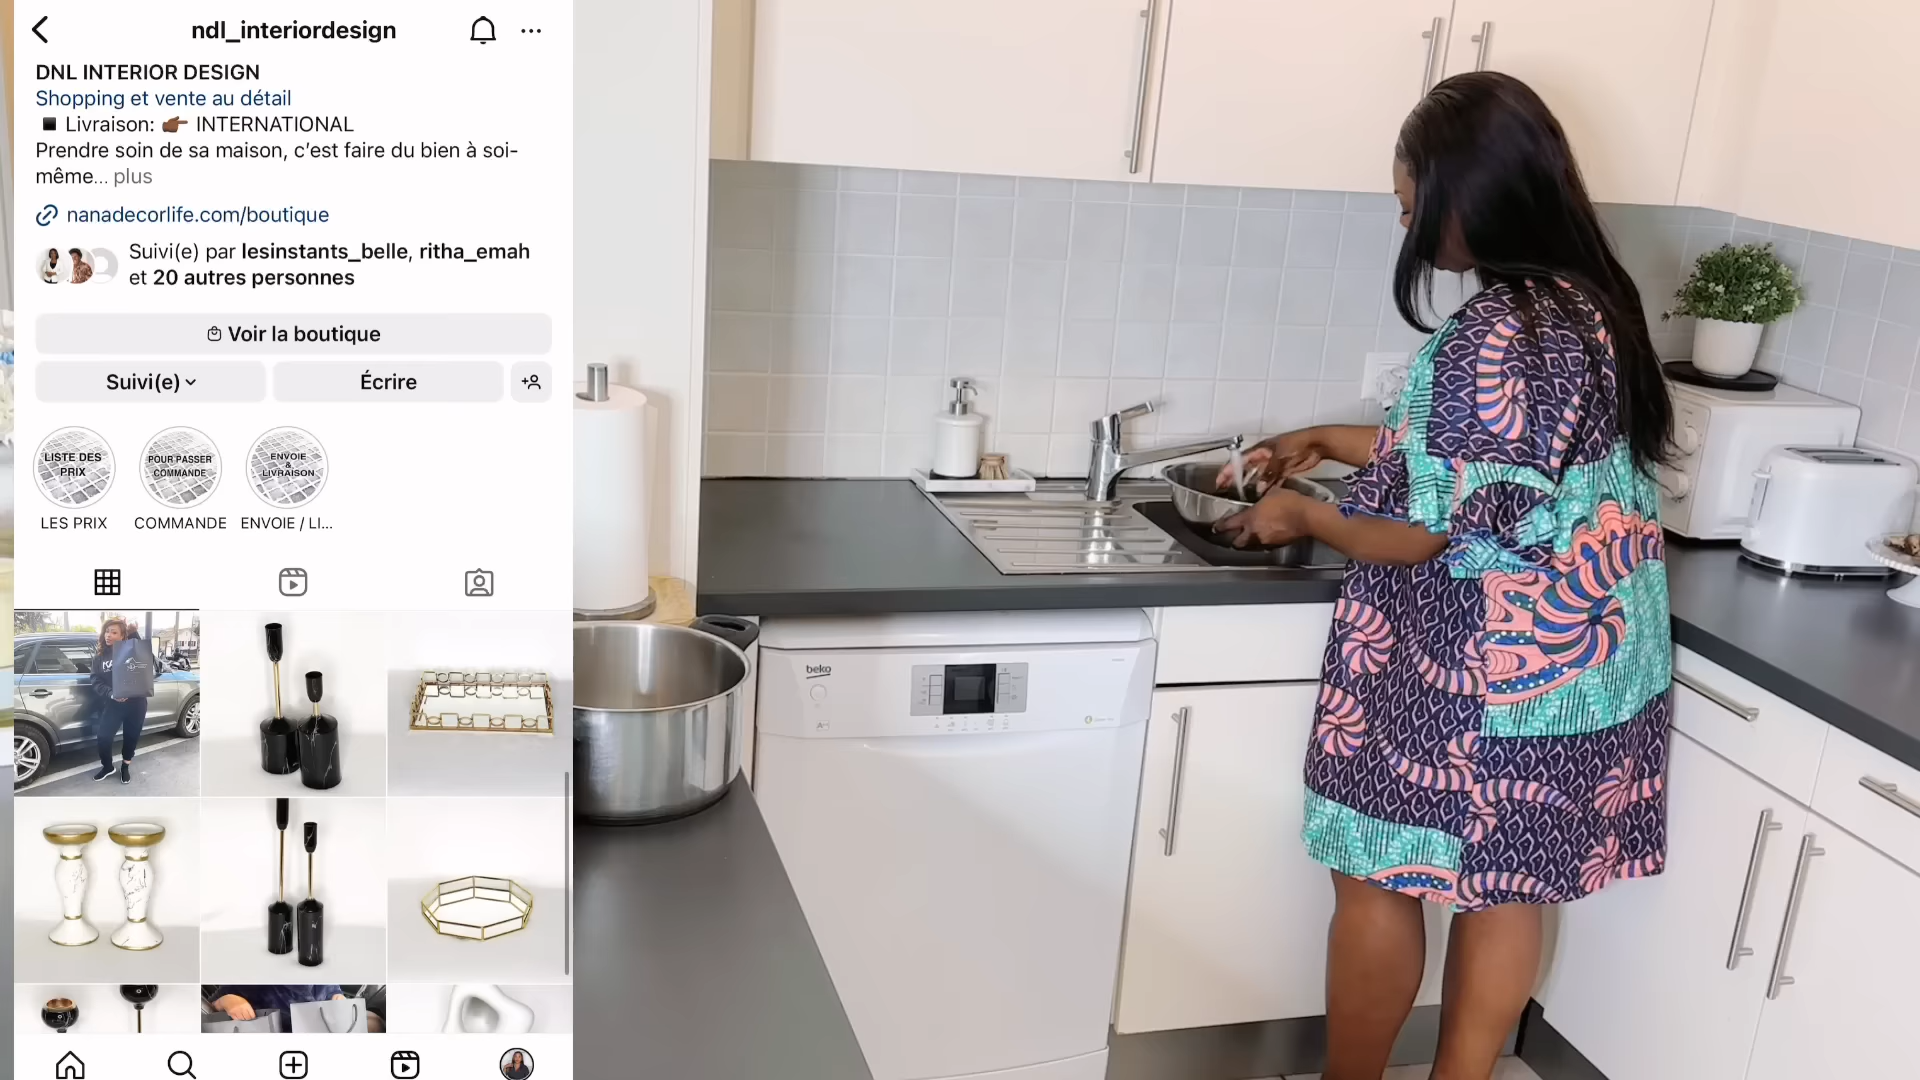 ndl_interiordesign
DNL INTERIOR DESIGN
Shopping et vente au détail
Livraison: INTERNATIONAL
Prendre soin de sa maison, c’est faire du bien à soi-
même... plus
nanadecorlife.com/boutique
Suivi(e) par lesinstants_belle, ritha_emah
et 20 autres personnes
Voir la boutique
Suivi(e)
Écrire
LISTE DES
PRIX
POUR PASSER
COMMANDE
ENVOIE
&
LIVRAISON
LES PRIX
COMMANDE
ENVOIE / LI...
beko